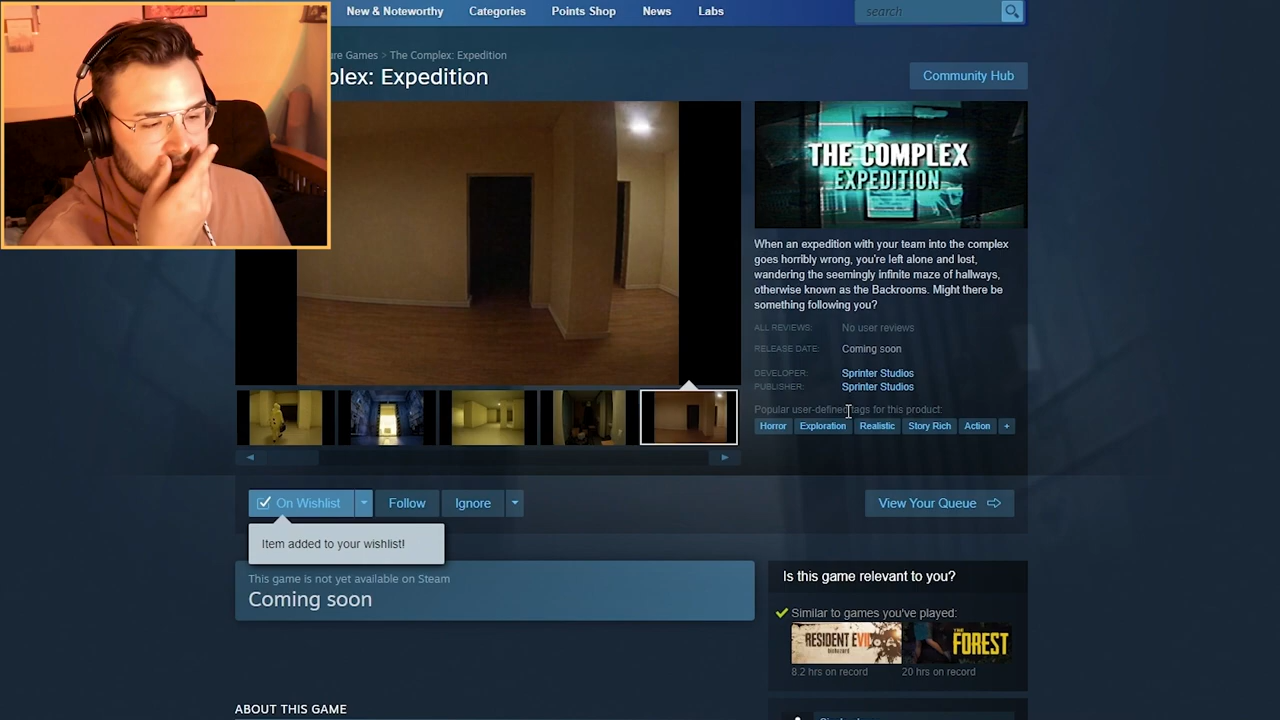 New & Noteworthy
Categories
Points Shop
News
Labs
search
ure Games > The Complex: Expedition
plex: Expedition
Community Hub
THE COMPLEX
EXPEDITION
When an expedition with your team into the complex
goes horribly wrong, you're left alone and lost,
wandering the seemingly infinite maze of hallways,
otherwise known as the Backrooms. Might there be
something following you?
ALL REVIEWS: No user reviews
RELEASE DATE: Coming soon
DEVELOPER: Sprinter Studios
PUBLISHER: Sprinter Studios
Popular user-defined tags for this product:
Horror Exploration Realistic Story Rich Action +
On Wishlist
Follow
Ignore
View Your Queue
Item added to your wishlist!
This game is not yet available on Steam
Coming soon
Is this game relevant to you?
Similar to games you've played:
RESIDENT EVIL
biohazard
THE
FOREST
8.2 hrs on record
20 hrs on record
ABOUT THIS GAME